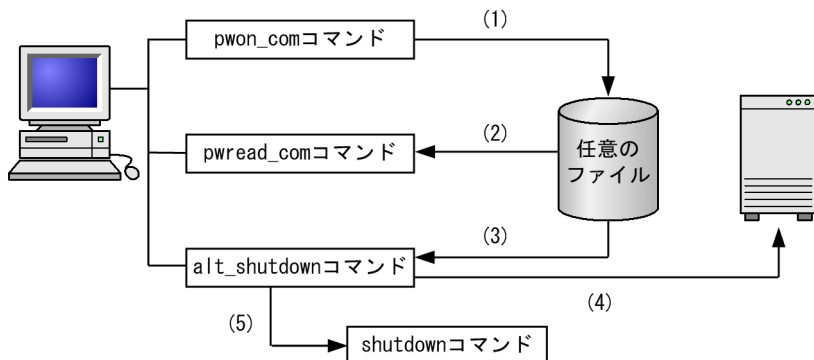 (1)
pwon_comコマンド
(2)
pwread_comコマンド
任意の
ファイル
(3)
alt_shutdownコマンド
(4)
(5)
shutdownコマンド